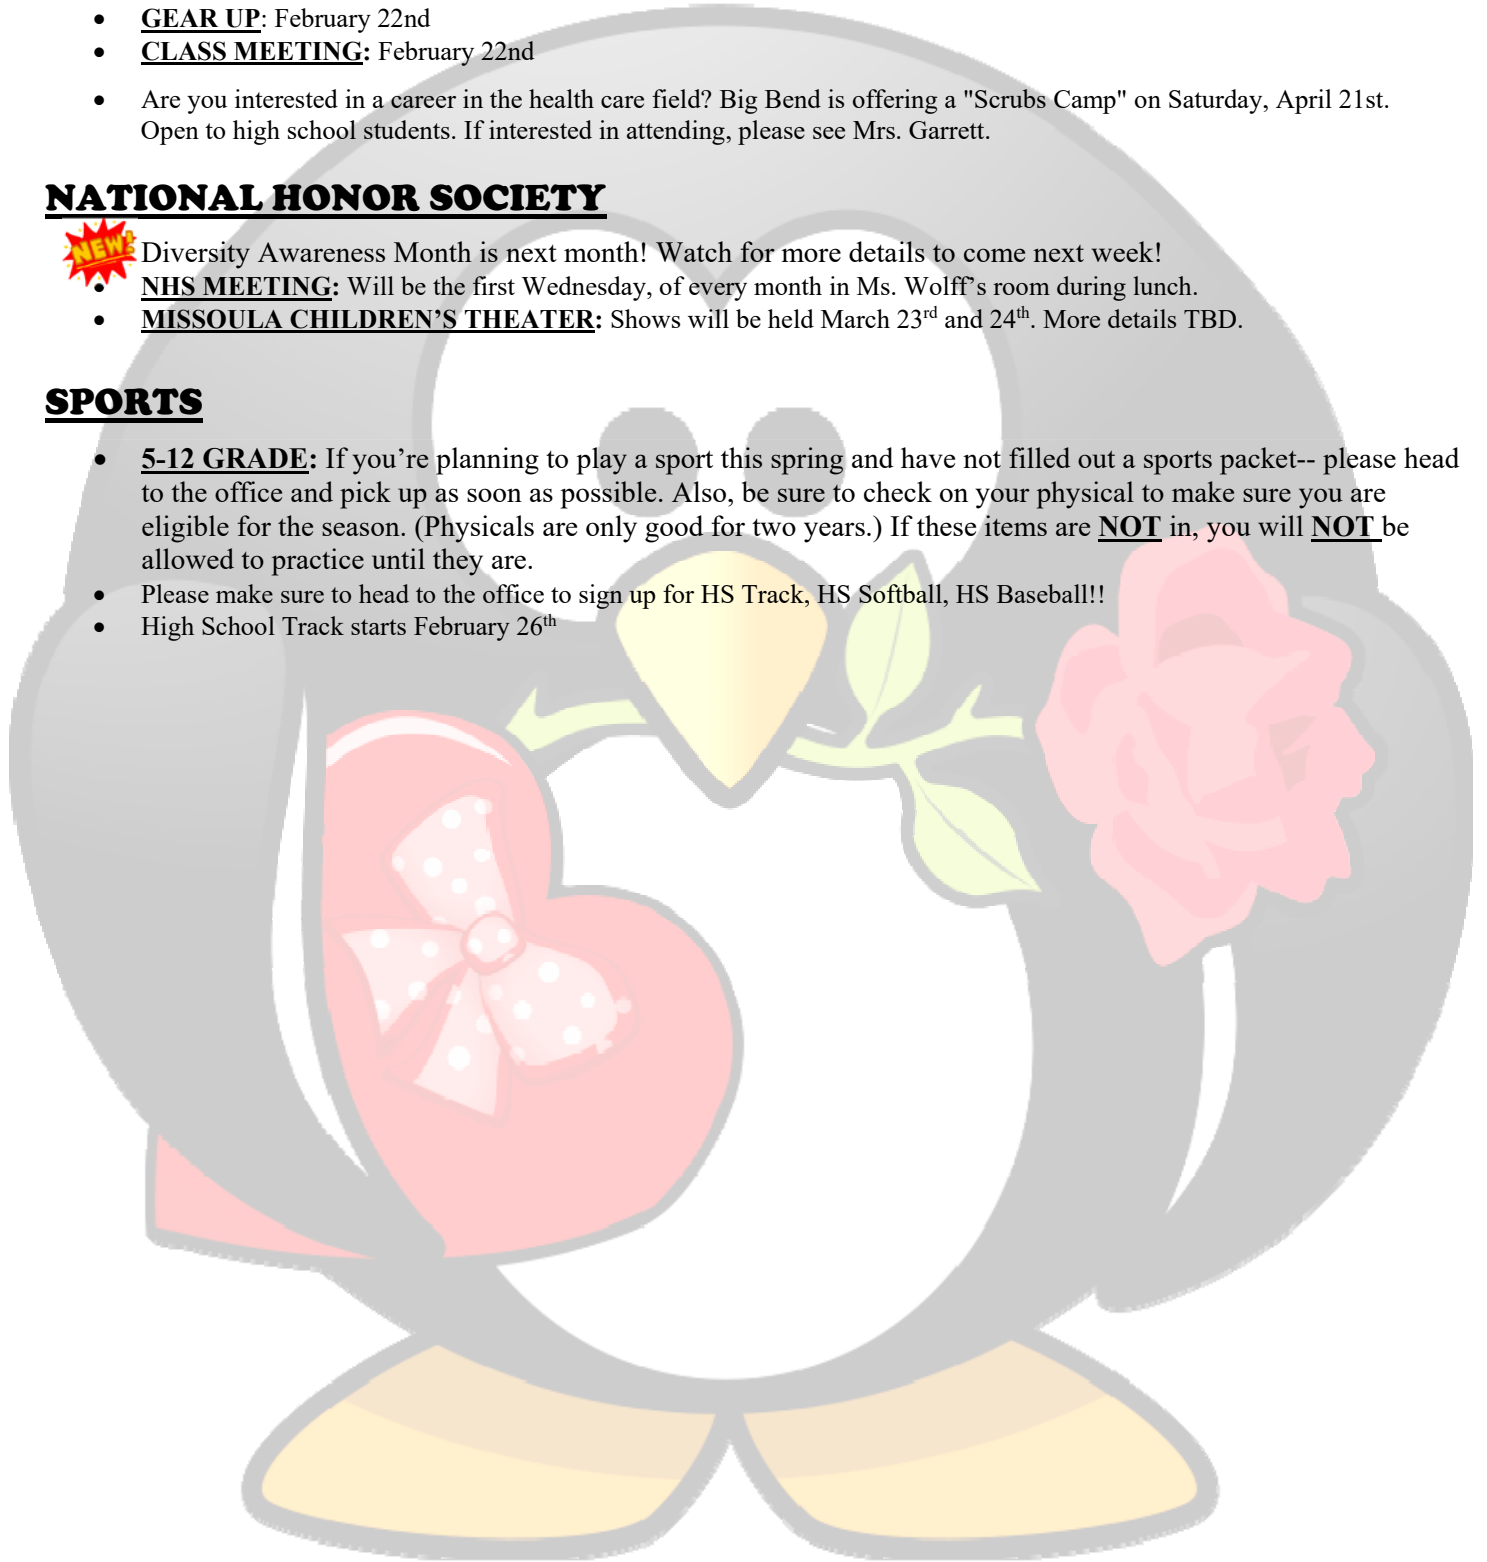 • GEAR UP: February 22nd
• CLASS MEETING: February 22nd
• Are you interested in a career in the health care field? Big Bend is offering a "Scrubs Camp" on Saturday, April 21st.
Open to high school students. If interested in attending, please see Mrs. Garrett.
NATIONAL HONOR SOCIETY
NEW! Diversity Awareness Month is next month! Watch for more details to come next week!
• NHS MEETING: Will be the first Wednesday, of every month in Ms. Wolff’s room during lunch.
• MISSOULA CHILDREN’S THEATER: Shows will be held March 23rd and 24th. More details TBD.
SPORTS
• 5-12 GRADE: If you’re planning to play a sport this spring and have not filled out a sports packet-- please head
to the office and pick up as soon as possible. Also, be sure to check on your physical to make sure you are
eligible for the season. (Physicals are only good for two years.) If these items are NOT in, you will NOT be
allowed to practice until they are.
• Please make sure to head to the office to sign up for HS Track, HS Softball, HS Baseball!!
• High School Track starts February 26th